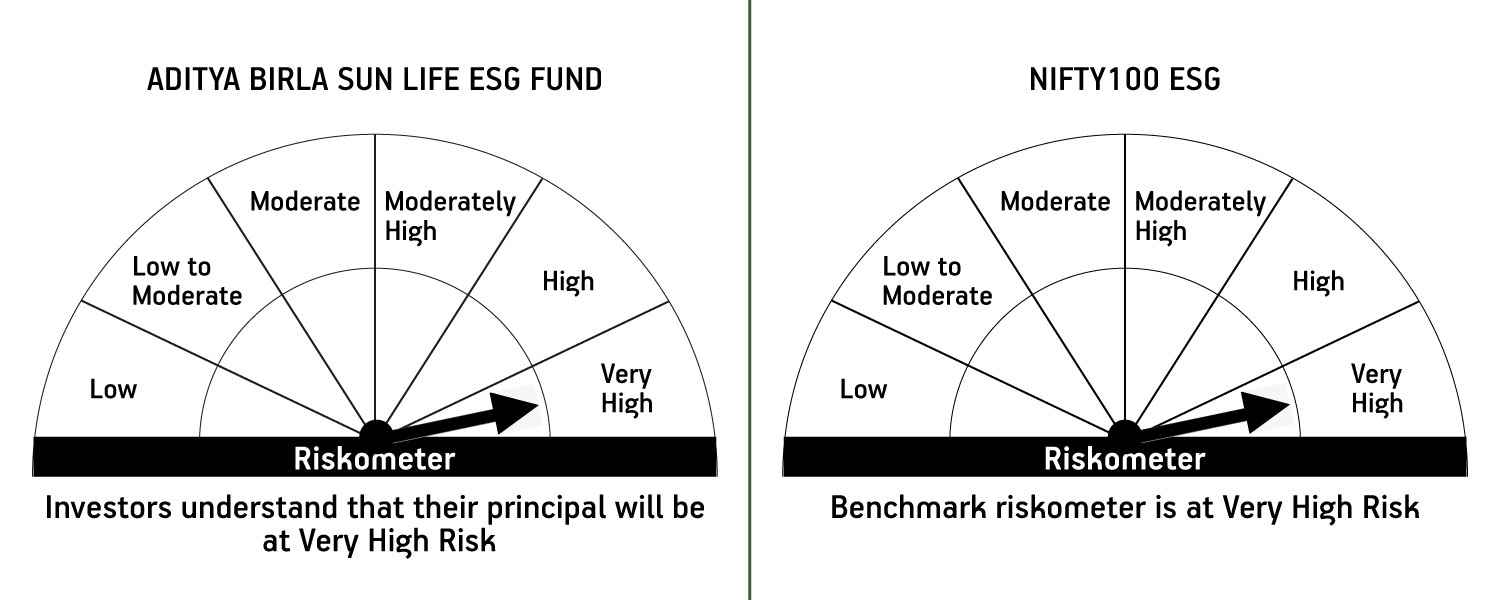 ADITYA BIRLA SUN LIFE ESG FUND
Moderate
Moderately
High
Low to
Moderate
High
Low
Very
High
Riskometer
Investors understand that their principal will be
at Very High Risk
NIFTY100 ESG
Moderate
Moderately
High
Low to
Moderate
High
Low
Very
High
Riskometer
Benchmark riskometer is at Very High Risk